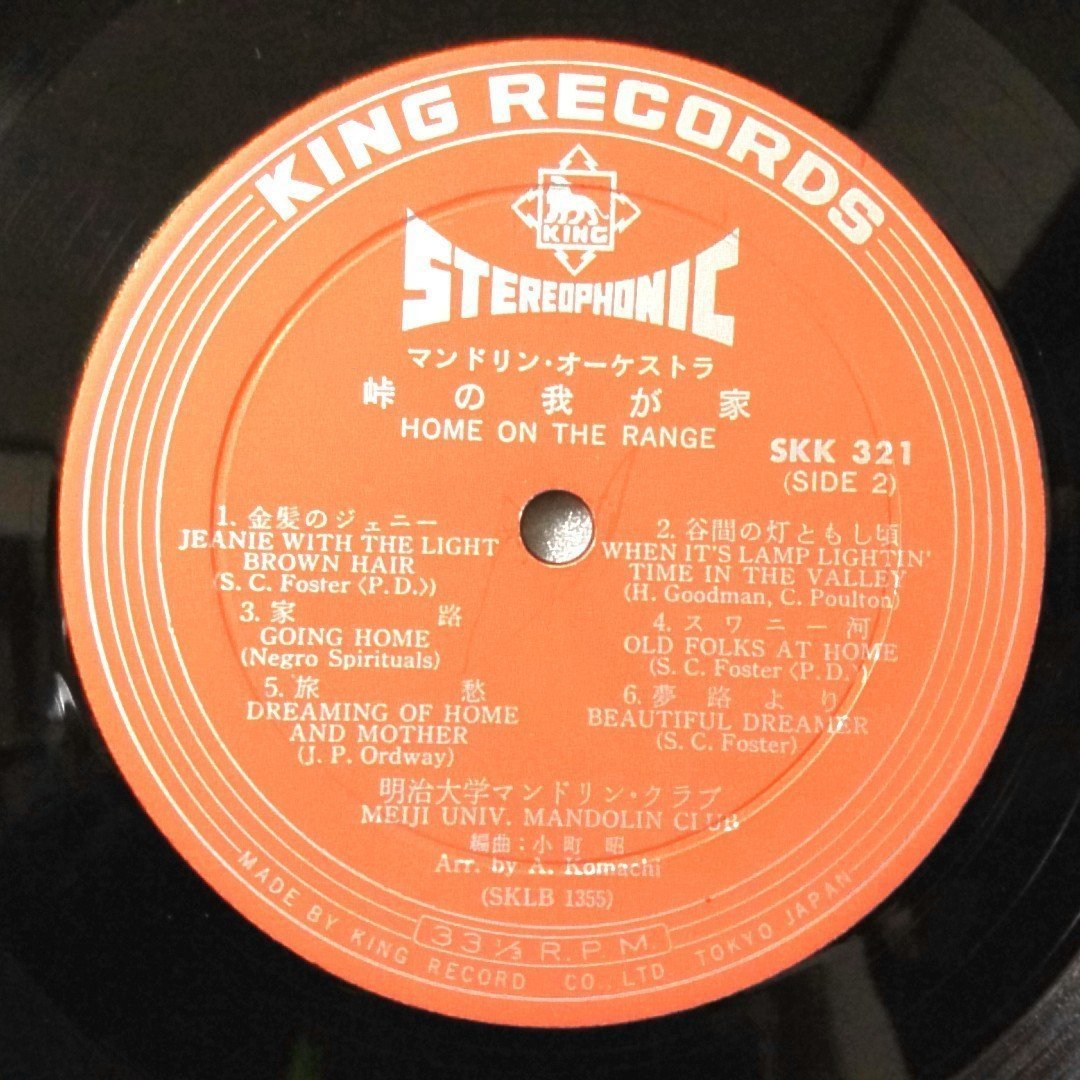 KING RECORDS
KING
STEREOPHONIC
マンドリン・オーケストラ
峠の我が家
HOME ON THE RANGE
SKK 321
(SIDE 2)
1. 金髪のジェニー
JEANIE WITH THE LIGHT
BROWN HAIR
(S. C. Foster〈P.D.〉)
2. 谷間の灯ともし頃
WHEN IT'S LAMP LIGHTIN'
TIME IN THE VALLEY
(H. Goodman, C. Poulton)
3. 家路
GOING HOME
(Negro Spirituals)
4. スワニー河
OLD FOLKS AT HOME
(S. C. Foster〈P.D.〉)
5. 旅愁
DREAMING OF HOME
AND MOTHER
(J. P. Ordway)
6. 夢路より
BEAUTIFUL DREAMER
(S. C. Foster)
明治大学マンドリン・クラブ
MEIJI UNIV. MANDOLIN CLUB
編曲：小町 昭
Arr. by A. Komachi
(SKLB 1355)
33⅓ R.P.M.
MADE BY KING RECORD CO., LTD. TOKYO JAPAN